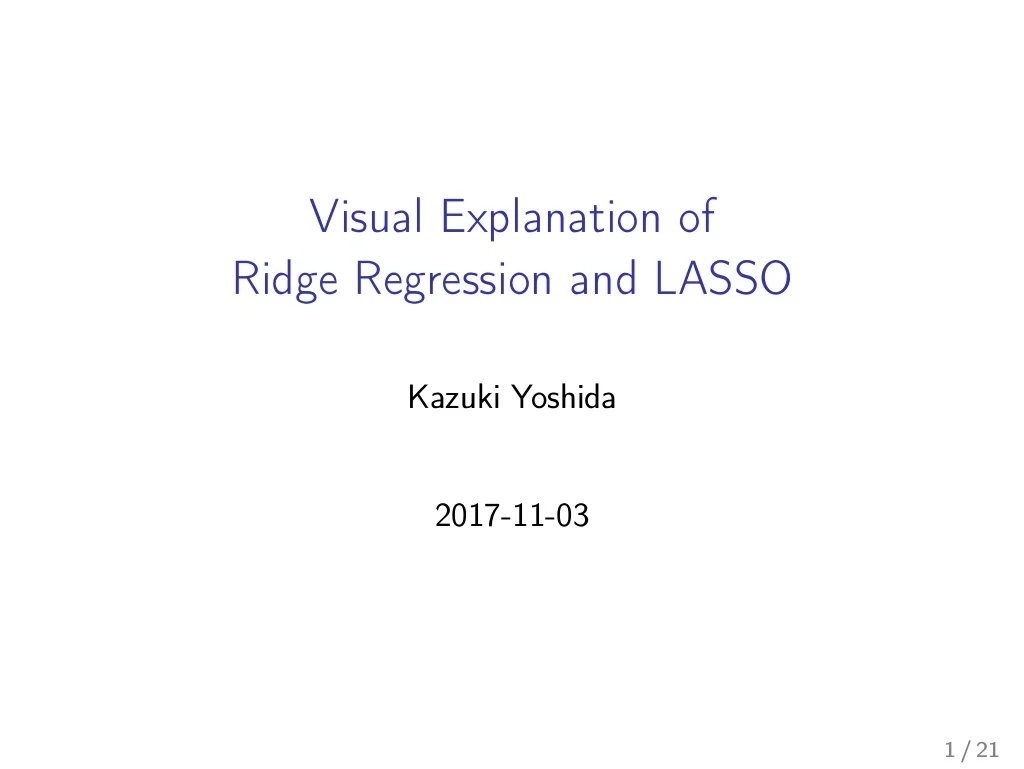 Visual Explanation of
Ridge Regression and LASSO
Kazuki Yoshida
2017-11-03
1 / 21